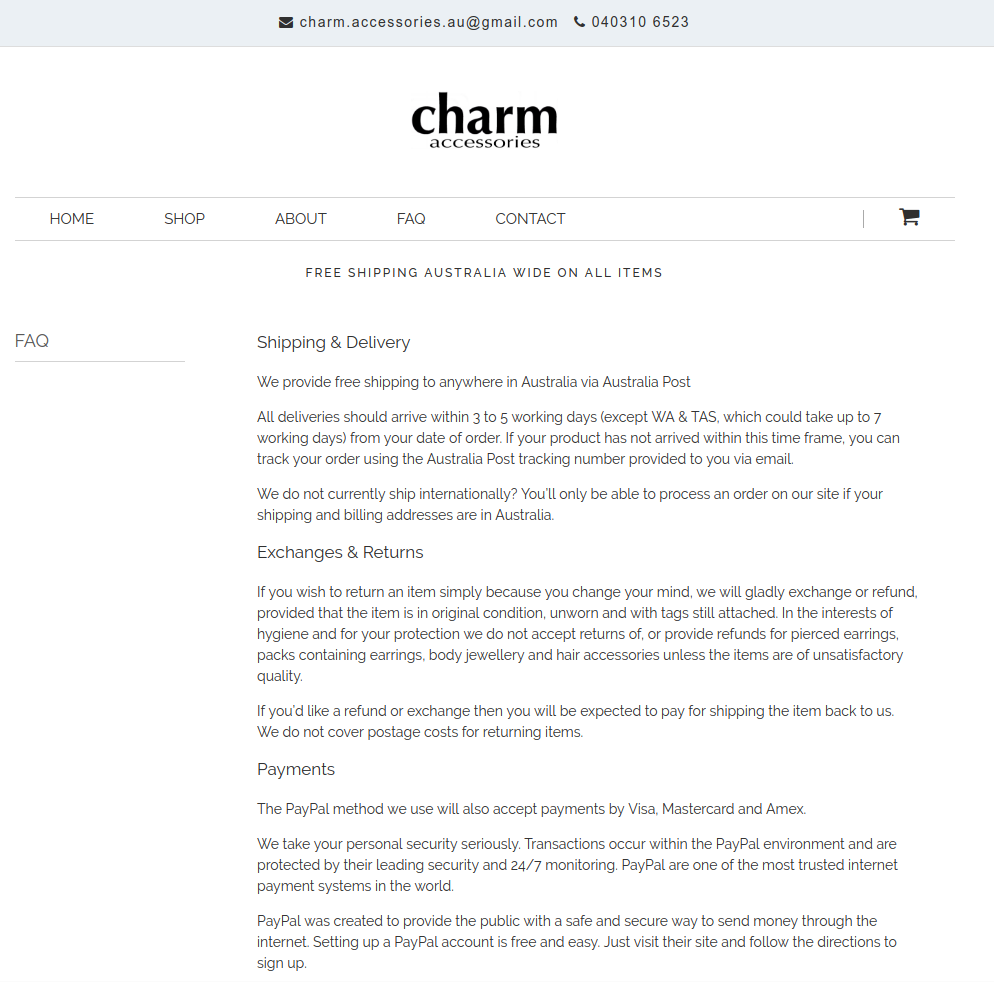 charm.accessories.au@gmail.com 040310 6523
charm
accessories
HOME SHOP ABOUT FAQ CONTACT |
FREE SHIPPING AUSTRALIA WIDE ON ALL ITEMS
FAQ
Shipping & Delivery
We provide free shipping to anywhere in Australia via Australia Post
All deliveries should arrive within 3 to 5 working days (except WA & TAS, which could take up to 7
working days) from your date of order. If your product has not arrived within this time frame, you can
track your order using the Australia Post tracking number provided to you via email.
We do not currently ship internationally? You'll only be able to process an order on our site if your
shipping and billing addresses are in Australia.
Exchanges & Returns
If you wish to return an item simply because you change your mind, we will gladly exchange or refund,
provided that the item is in original condition, unworn and with tags still attached. In the interests of
hygiene and for your protection we do not accept returns of, or provide refunds for pierced earrings,
packs containing earrings, body jewellery and hair accessories unless the items are of unsatisfactory
quality.
If you'd like a refund or exchange then you will be expected to pay for shipping the item back to us.
We do not cover postage costs for returning items.
Payments
The PayPal method we use will also accept payments by Visa, Mastercard and Amex.
We take your personal security seriously. Transactions occur within the PayPal environment and are
protected by their leading security and 24/7 monitoring. PayPal are one of the most trusted internet
payment systems in the world.
PayPal was created to provide the public with a safe and secure way to send money through the
internet. Setting up a PayPal account is free and easy. Just visit their site and follow the directions to
sign up.